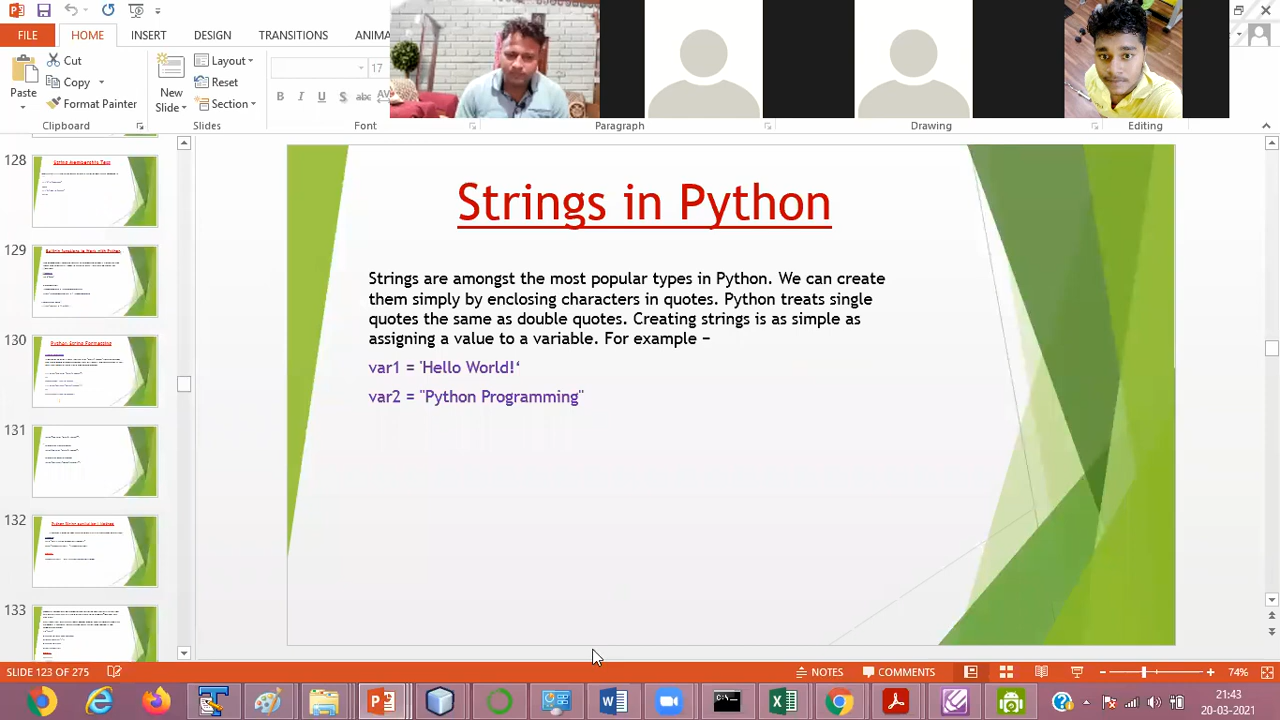 FILE
HOME
INSERT
DESIGN
TRANSITIONS
ANIMA
Cut
Copy
Format Painter
Paste
Clipboard
New
Slide
Layout
Reset
Section
Slides
17
B I U S abc AV
Font
Paragraph
Drawing
Editing
128
129
130
131
132
133
Strings in Python
Strings are amongst the most popular types in Python. We can create
them simply by enclosing characters in quotes. Python treats single
quotes the same as double quotes. Creating strings is as simple as
assigning a value to a variable. For example −
var1 = 'Hello World!‘
var2 = "Python Programming"
SLIDE 123 OF 275
NOTES
COMMENTS
74%
21:43
20-03-2021